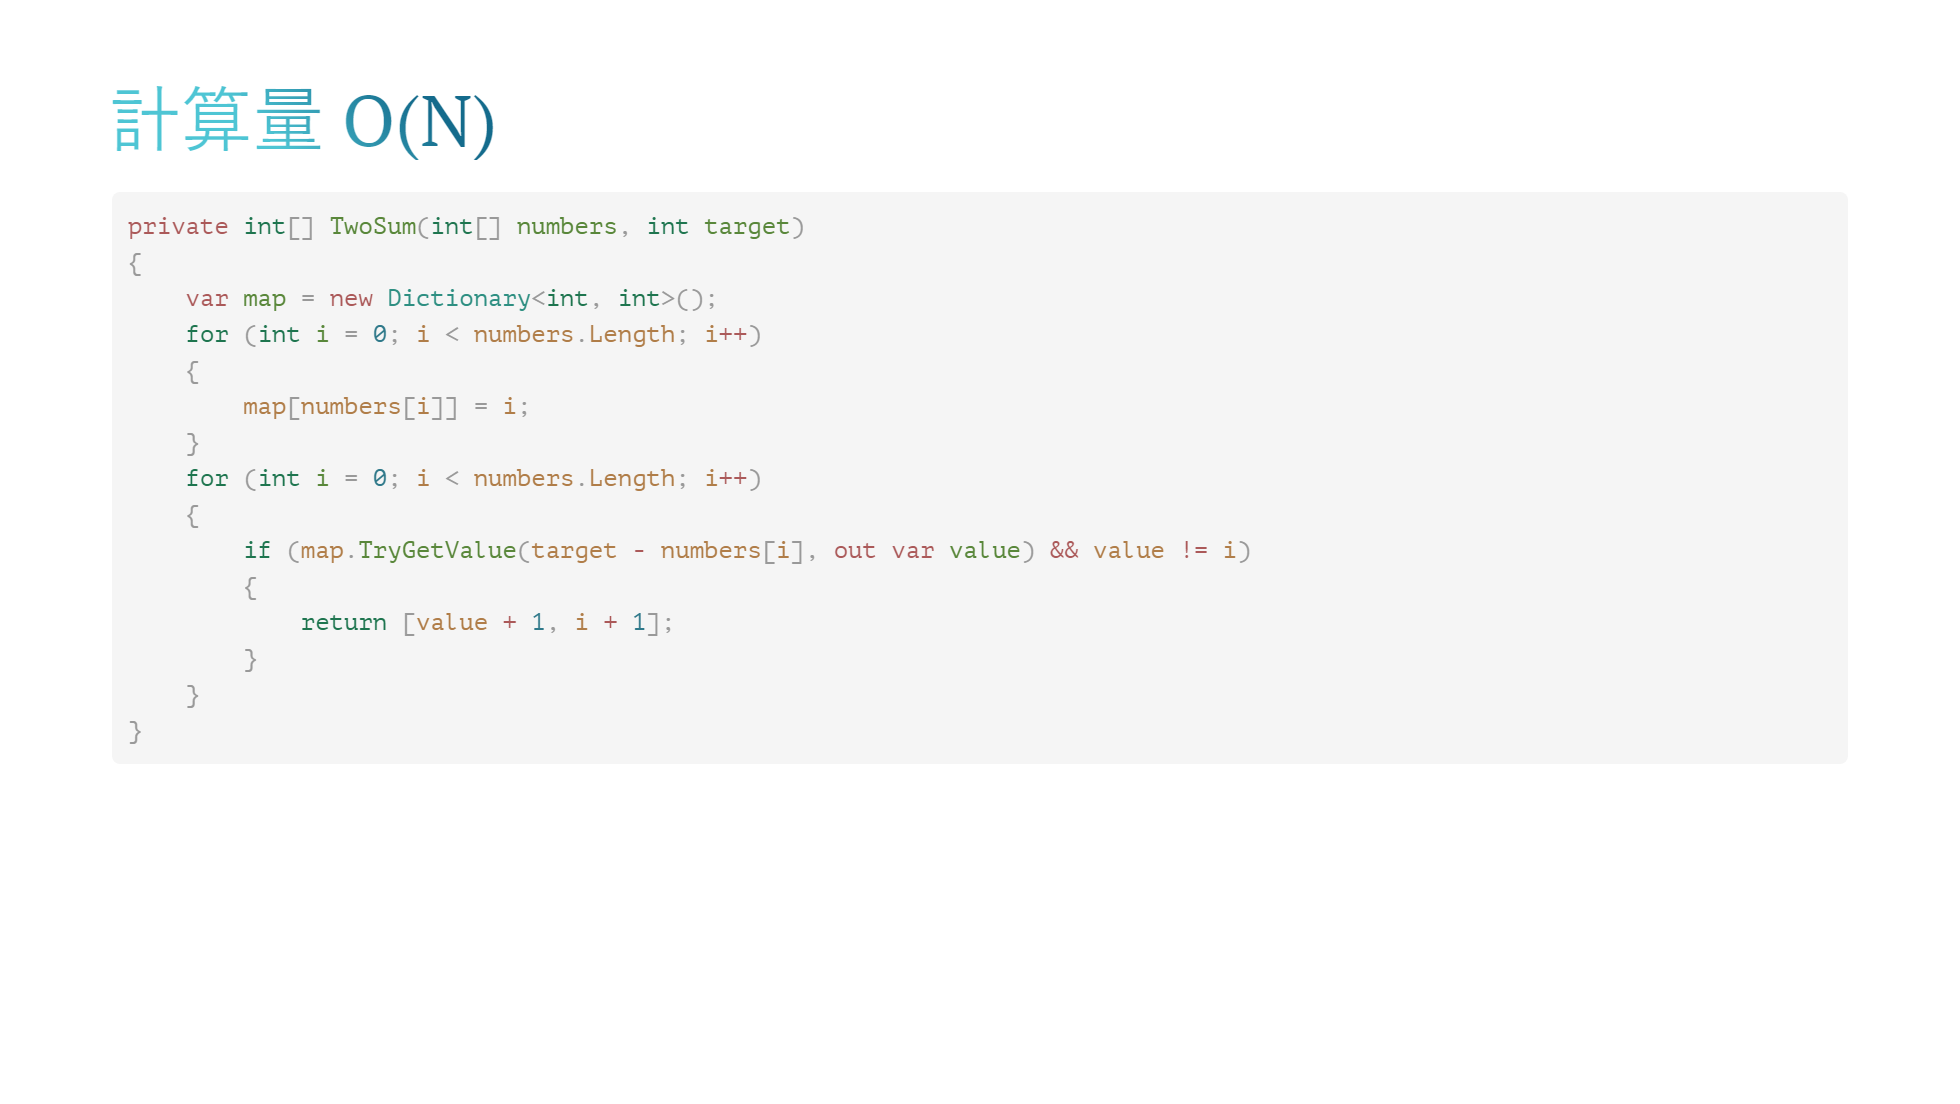 計算量 O(N)
private int[] TwoSum(int[] numbers, int target)
{
    var map = new Dictionary<int, int>();
    for (int i = 0; i < numbers.Length; i++)
    {
        map[numbers[i]] = i;
    }
    for (int i = 0; i < numbers.Length; i++)
    {
        if (map.TryGetValue(target - numbers[i], out var value) && value != i)
        {
            return [value + 1, i + 1];
        }
    }
}